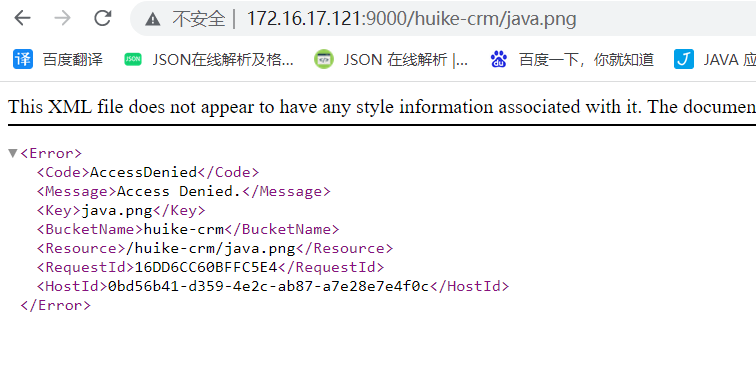 不安全 | 172.16.17.121:9000/huike-crm/java.png
译 百度翻译 JSON JSON在线解析及格... JSON 在线解析 |... du 百度一下，你就知道 J JAVA 应
This XML file does not appear to have any style information associated with it. The documen
▼<Error>
<Code>AccessDenied</Code>
<Message>Access Denied.</Message>
<Key>java.png</Key>
<BucketName>huike-crm</BucketName>
<Resource>/huike-crm/java.png</Resource>
<RequestId>16DD6CC60BFFC5E4</RequestId>
<HostId>0bd56b41-d359-4e2c-ab87-a7e28e7e4f0c</HostId>
</Error>